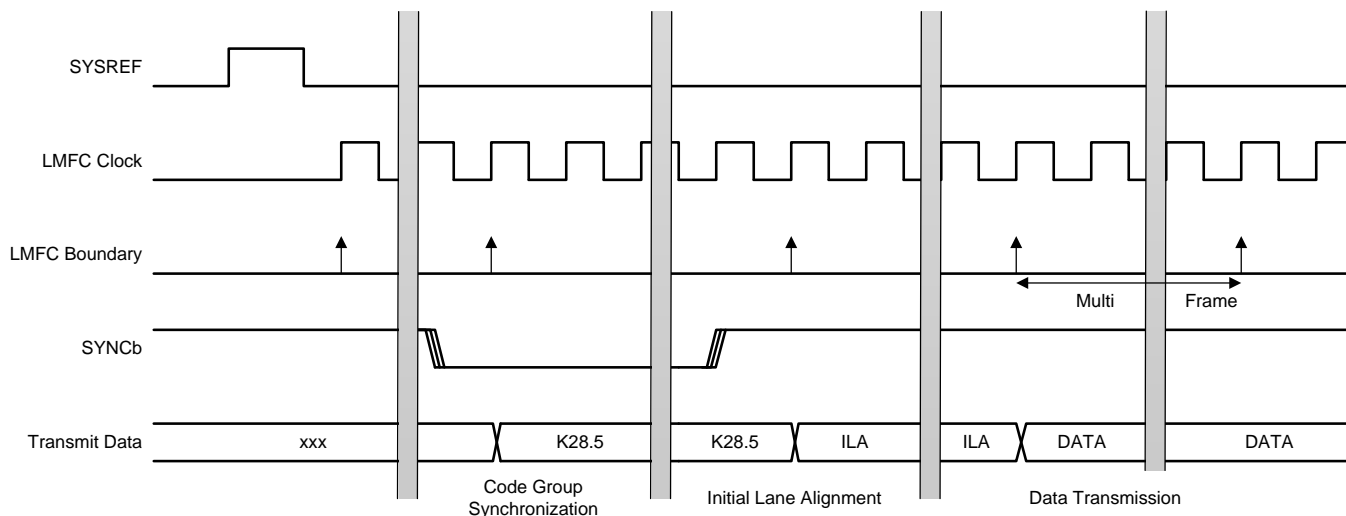 SYSREF
LMFC Clock
LMFC Boundary
Multi Frame
SYNCb
Transmit Data xxx K28.5 K28.5 ILA ILA DATA DATA
Code Group
Synchronization
Initial Lane Alignment
Data Transmission